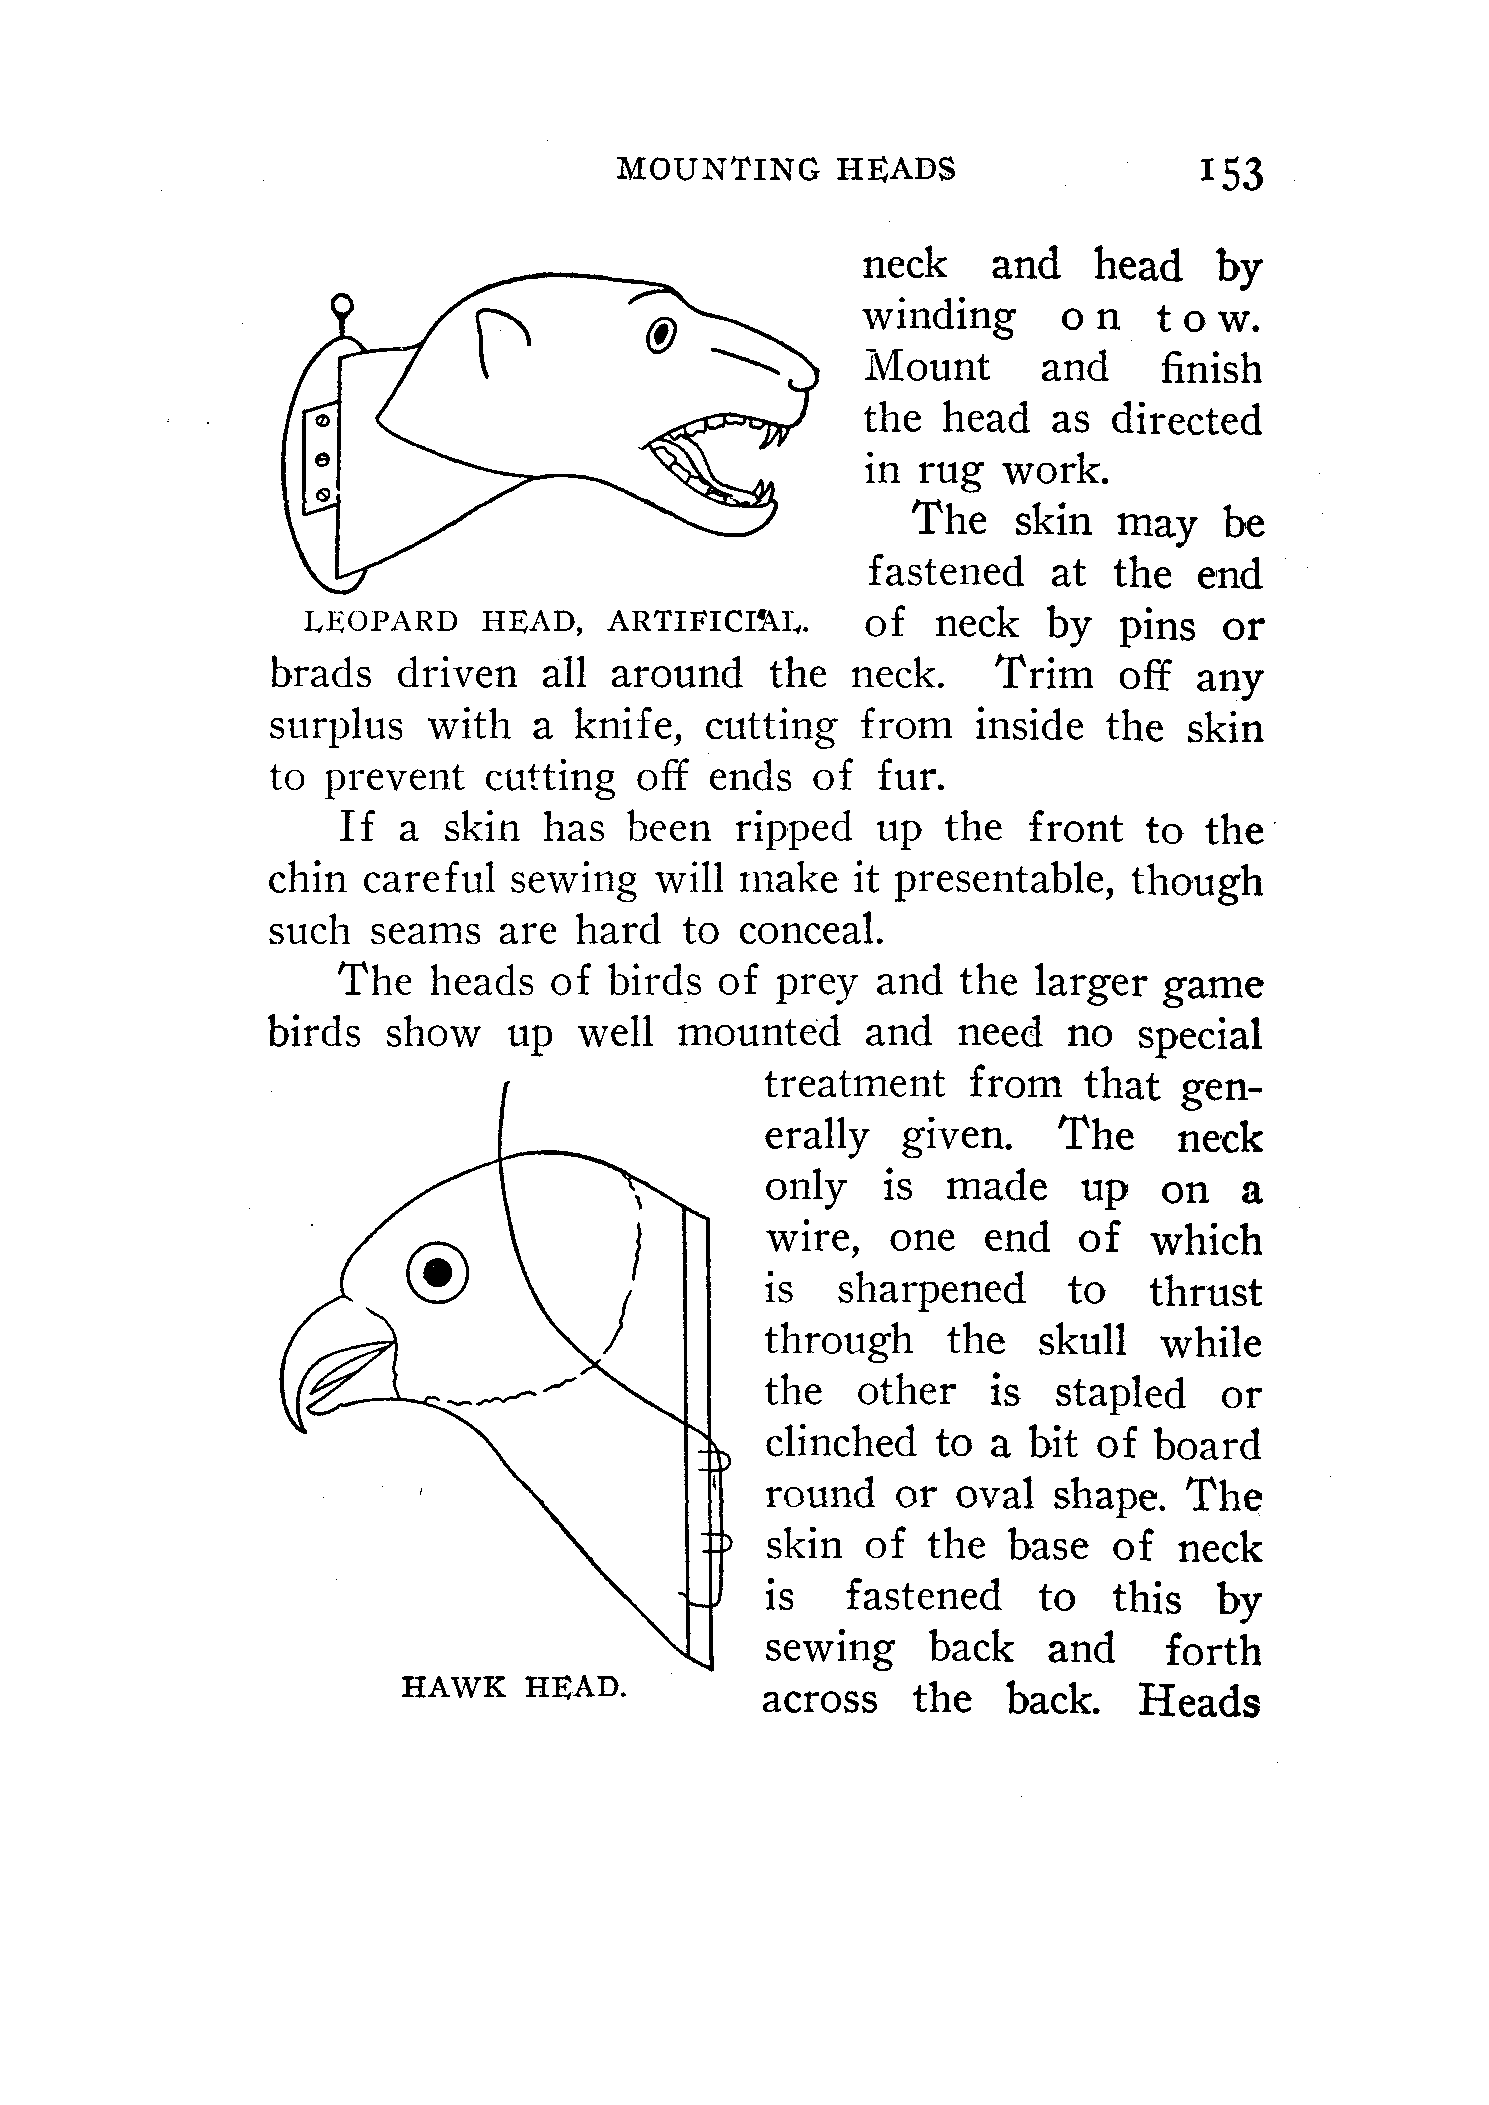 MOUNTING HEADS 153
neck and head by
winding on tow.
Mount and finish
the head as directed
in rug work.
The skin may be
fastened at the end
LEOPARD HEAD, ARTIFICIAL.
of neck by pins or
brads driven all around the neck. Trim off any
surplus with a knife, cutting from inside the skin
to prevent cutting off ends of fur.
If a skin has been ripped up the front to the
chin careful sewing will make it presentable, though
such seams are hard to conceal.
The heads of birds of prey and the larger game
birds show up well mounted and need no special
treatment from that gen-
erally given. The neck
only is made up on a
wire, one end of which
is sharpened to thrust
through the skull while
the other is stapled or
clinched to a bit of board
round or oval shape. The
skin of the base of neck
is fastened to this by
sewing back and forth
HAWK HEAD.
across the back. Heads